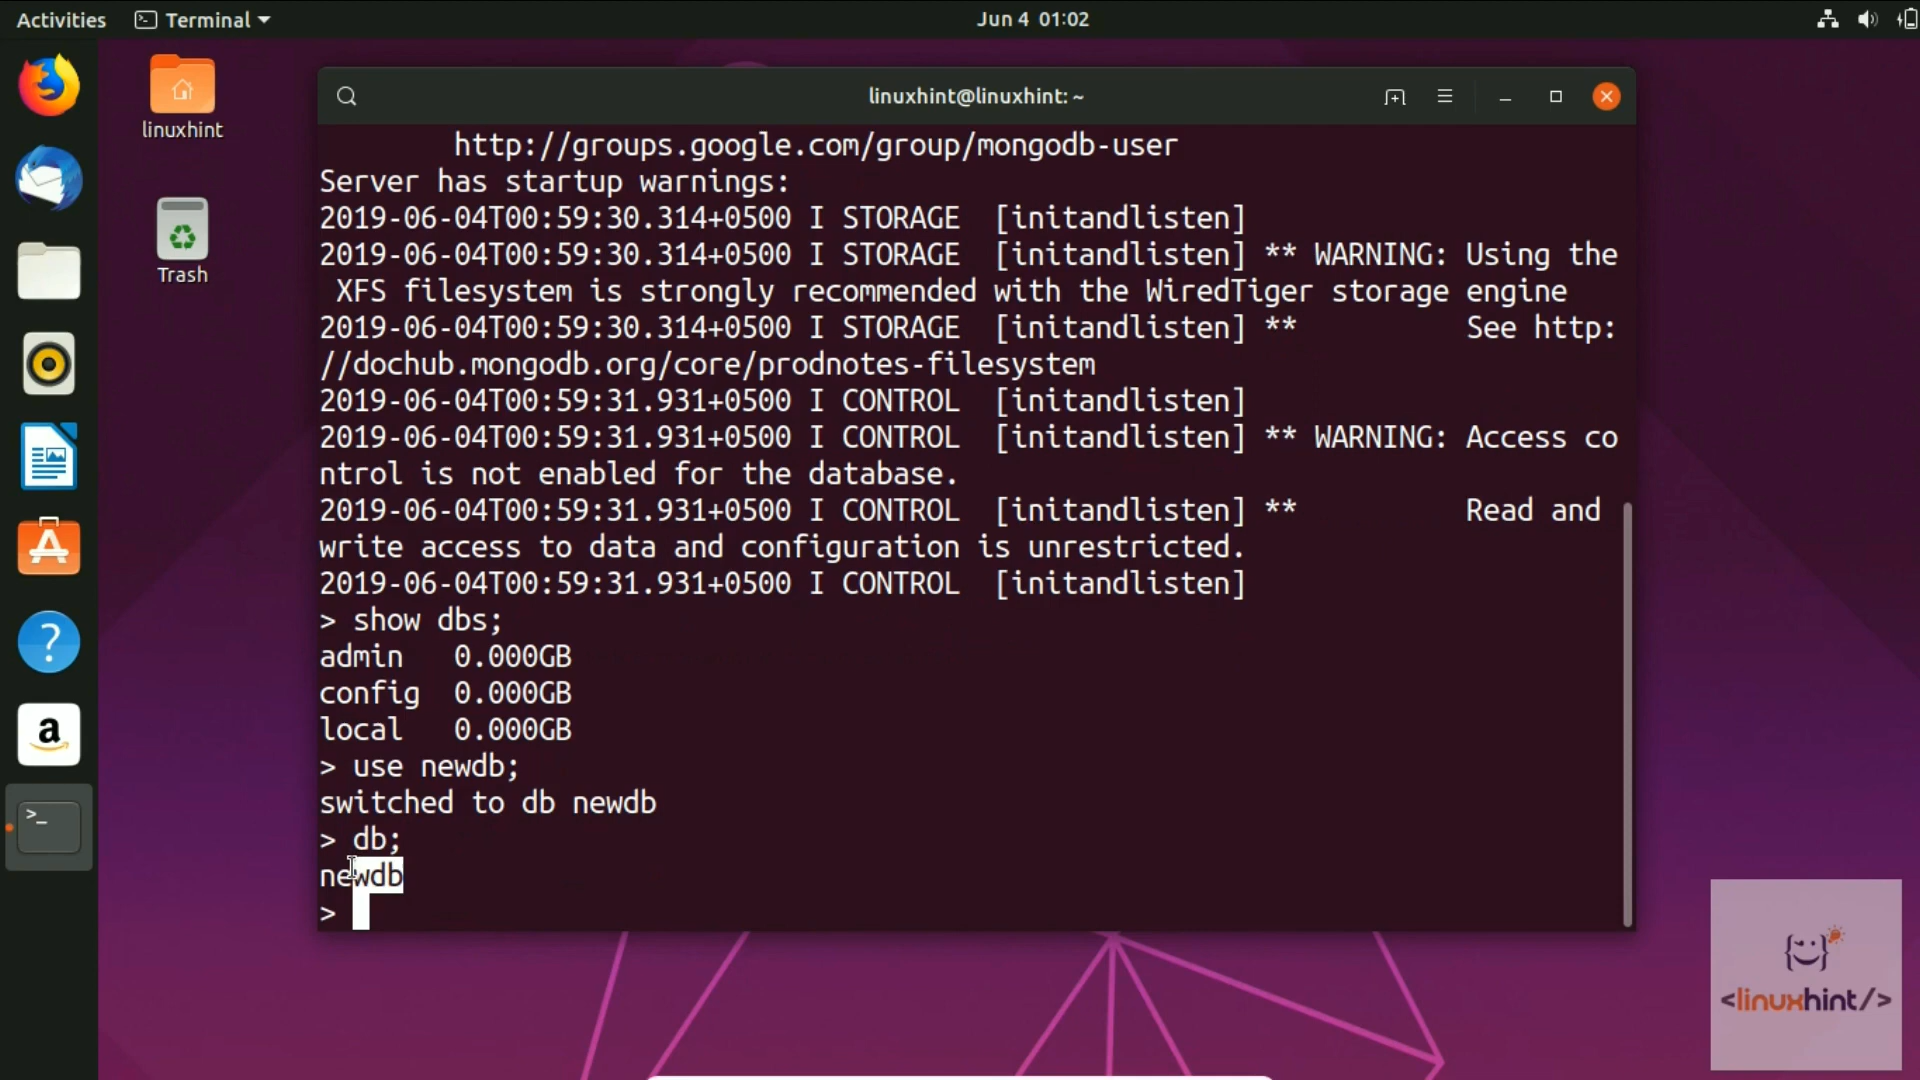 Activities
Terminal
Jun 4 01:02
linuxhint
Trash
linuxhint@linuxhint: ~
http://groups.google.com/group/mongodb-user
Server has startup warnings:
2019-06-04T00:59:30.314+0500 I STORAGE  [initandlisten]
2019-06-04T00:59:30.314+0500 I STORAGE  [initandlisten] ** WARNING: Using the
 XFS filesystem is strongly recommended with the WiredTiger storage engine
2019-06-04T00:59:30.314+0500 I STORAGE  [initandlisten] **          See http:
//dochub.mongodb.org/core/prodnotes-filesystem
2019-06-04T00:59:31.931+0500 I CONTROL  [initandlisten]
2019-06-04T00:59:31.931+0500 I CONTROL  [initandlisten] ** WARNING: Access co
ntrol is not enabled for the database.
2019-06-04T00:59:31.931+0500 I CONTROL  [initandlisten] **          Read and
write access to data and configuration is unrestricted.
2019-06-04T00:59:31.931+0500 I CONTROL  [initandlisten]
> show dbs;
admin   0.000GB
config  0.000GB
local   0.000GB
> use newdb;
switched to db newdb
> db;
newdb
>
<linuxhint/>